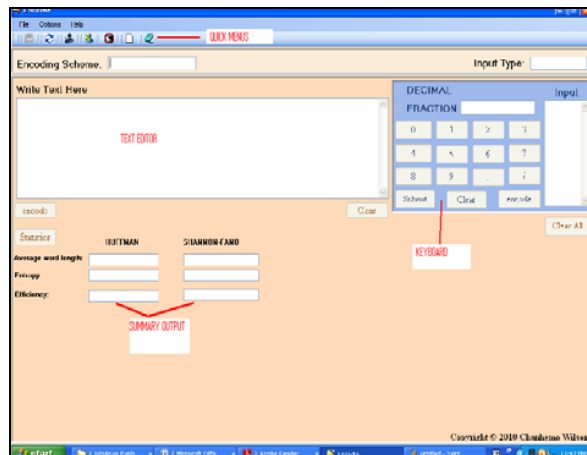 File Options Help
QUICK MENUS
Encoding Scheme.
Input Type:
Write Text Here
TEXT EDITOR
encode
Clear
DECIMAL
FRACTION
Input
0 1 2 3
4 5 6 7
8 9 . /
Submit Clear encode
Clear All
KEYBOARD
Statistics
HUFFMAN SHANNON-FANO
Average word length:
Entropy
Efficiency:
SUMMARY OUTPUT
Copyright © 2010 Wilson
start